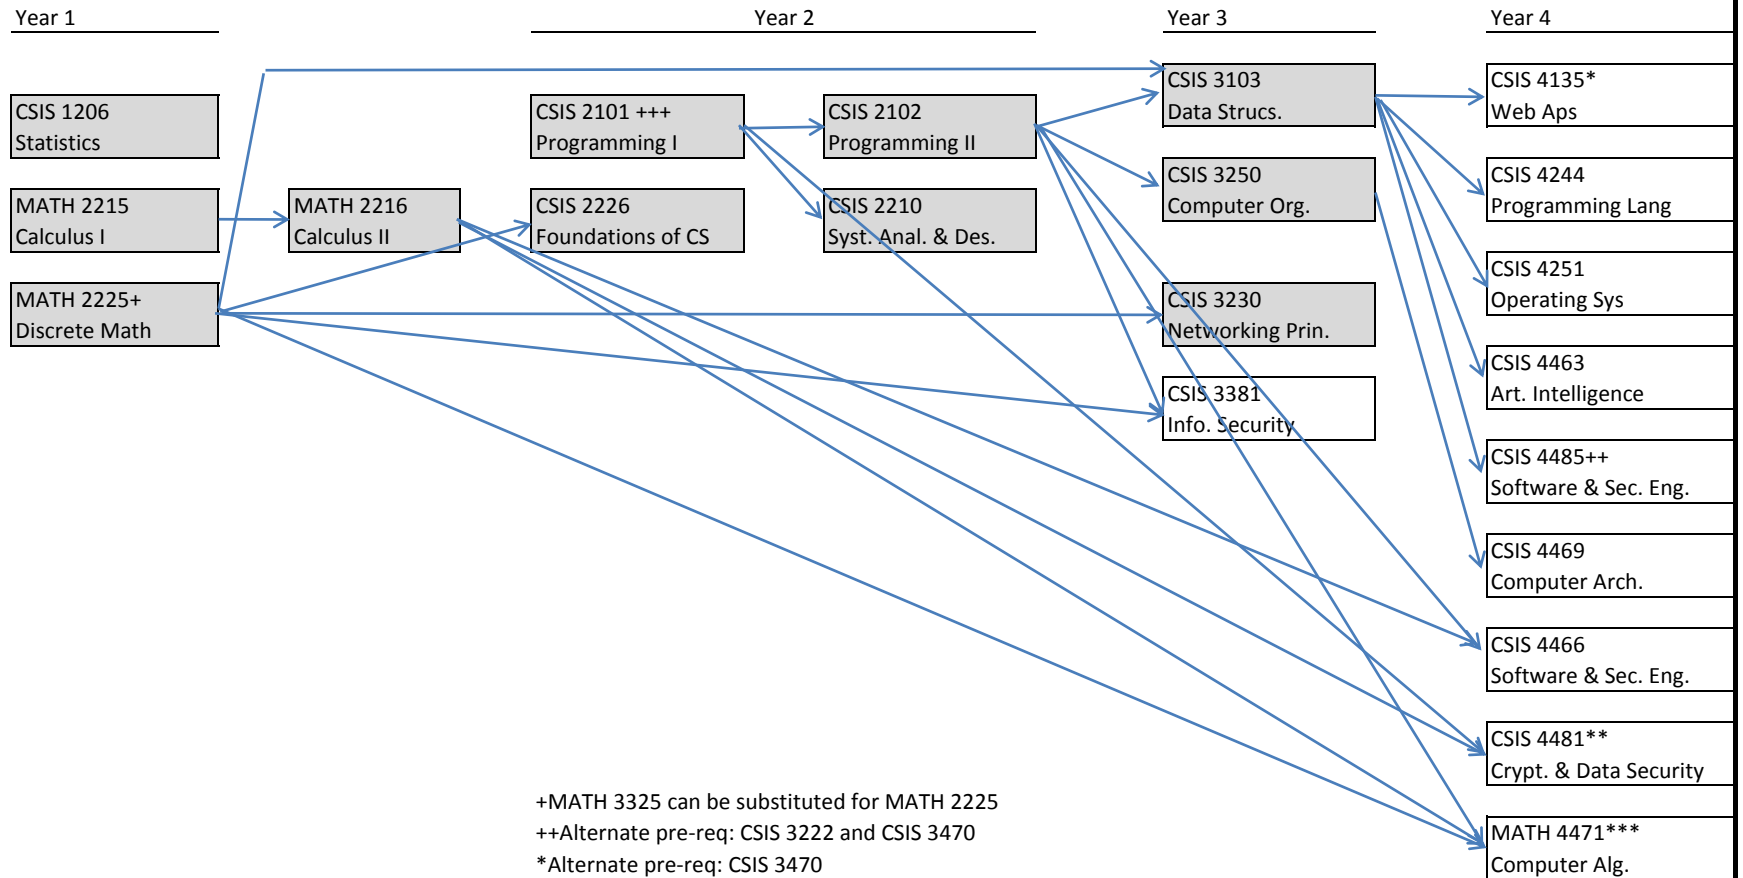 Year 1
Year 2
Year 3
Year 4
CSIS 1206
Statistics
MATH 2215
Calculus I
MATH 2225+
Discrete Math
MATH 2216
Calculus II
CSIS 2101 +++
Programming I
CSIS 2226
Foundations of CS
CSIS 2102
Programming II
CSIS 2210
Syst. Anal. & Des.
CSIS 3103
Data Strucs.
CSIS 3250
Computer Org.
CSIS 3230
Networking Prin.
CSIS 3381
Info. Security
CSIS 4135*
Web Aps
CSIS 4244
Programming Lang
CSIS 4251
Operating Sys
CSIS 4463
Art. Intelligence
CSIS 4485++
Software & Sec. Eng.
CSIS 4469
Computer Arch.
CSIS 4466
Software & Sec. Eng.
CSIS 4481**
Crypt. & Data Security
MATH 4471***
Computer Alg.
+MATH 3325 can be substituted for MATH 2225
++Alternate pre-req: CSIS 3222 and CSIS 3470
*Alternate pre-req: CSIS 3470